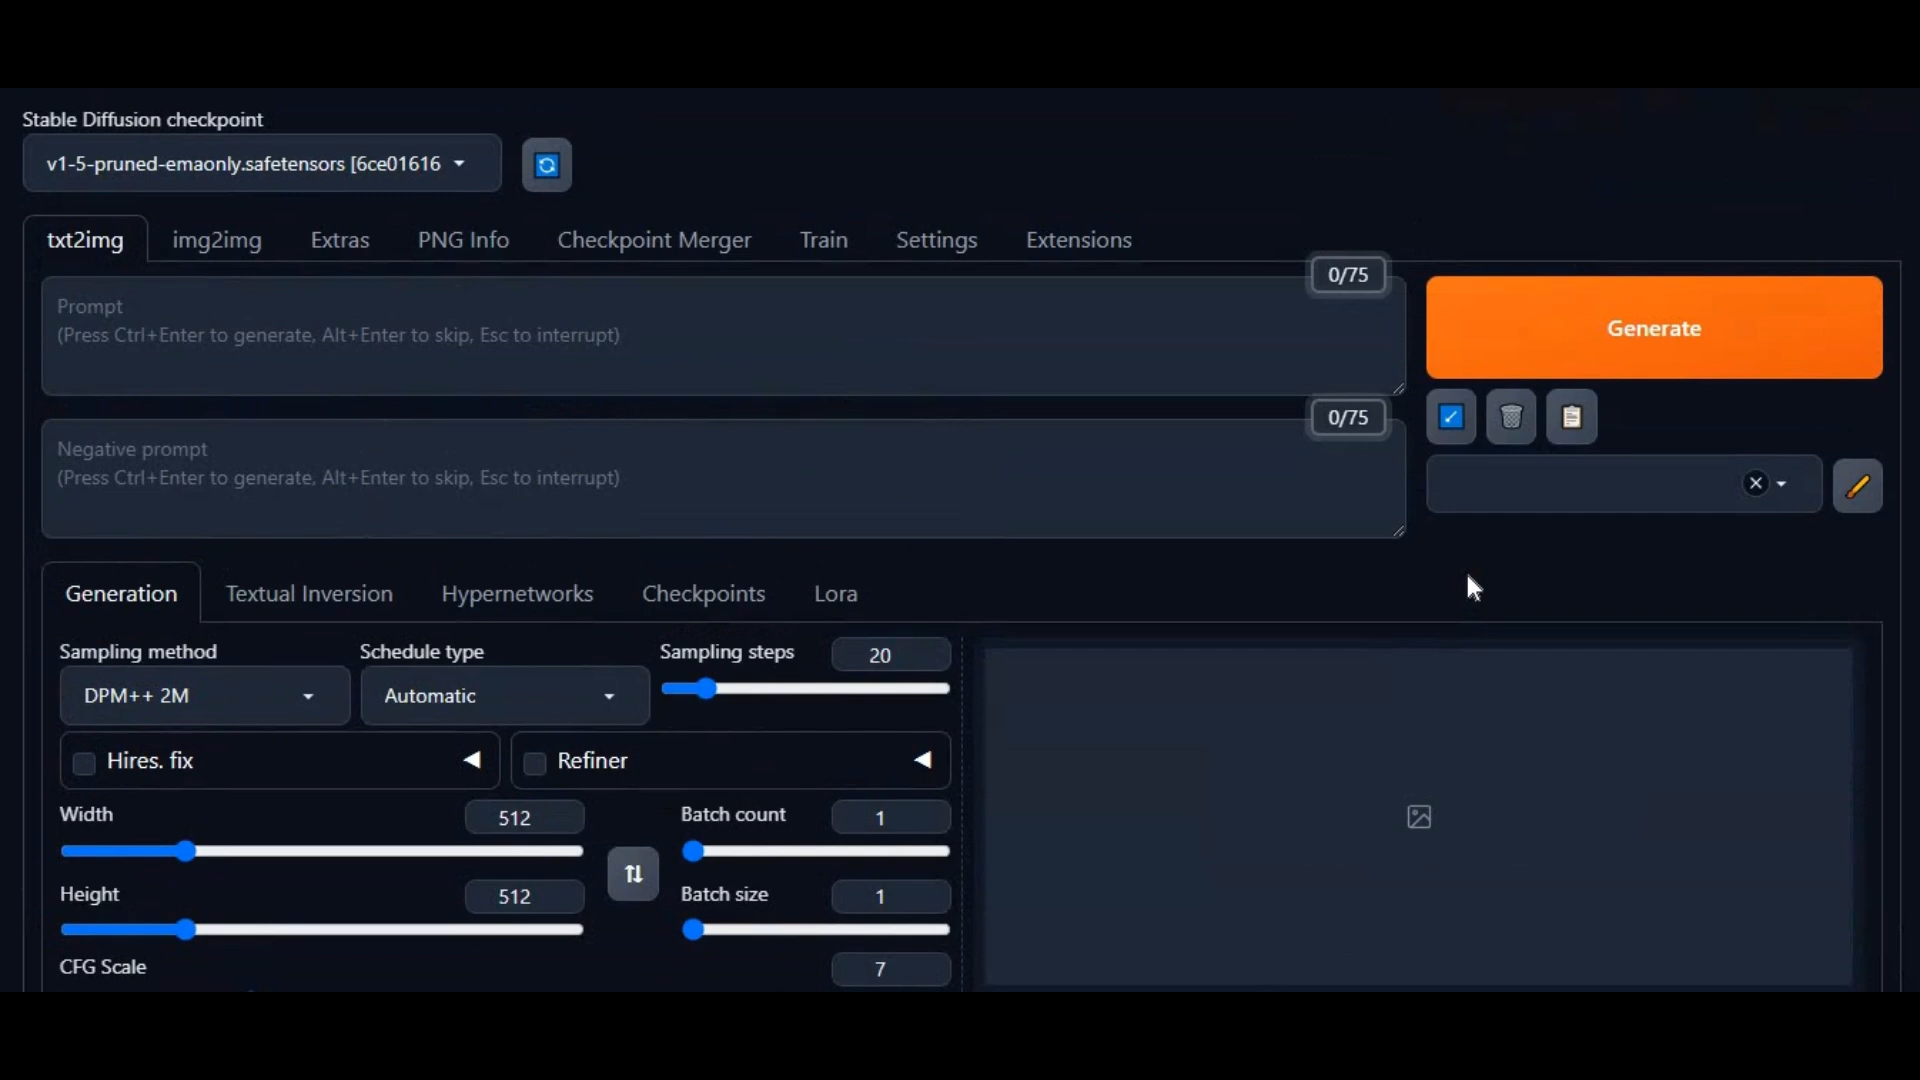 Stable Diffusion checkpoint
v1-5-pruned-emaonly.safetensors [6ce01616
txt2img img2img Extras PNG Info Checkpoint Merger Train Settings Extensions
0/75
Prompt
(Press Ctrl+Enter to generate, Alt+Enter to skip, Esc to interrupt)
Generate
0/75
Negative prompt
(Press Ctrl+Enter to generate, Alt+Enter to skip, Esc to interrupt)
Generation Textual Inversion Hypernetworks Checkpoints Lora
Sampling method Schedule type Sampling steps 20
DPM++ 2M Automatic
Hires. fix Refiner
Width 512 Batch count 1
Height 512 Batch size 1
CFG Scale 7